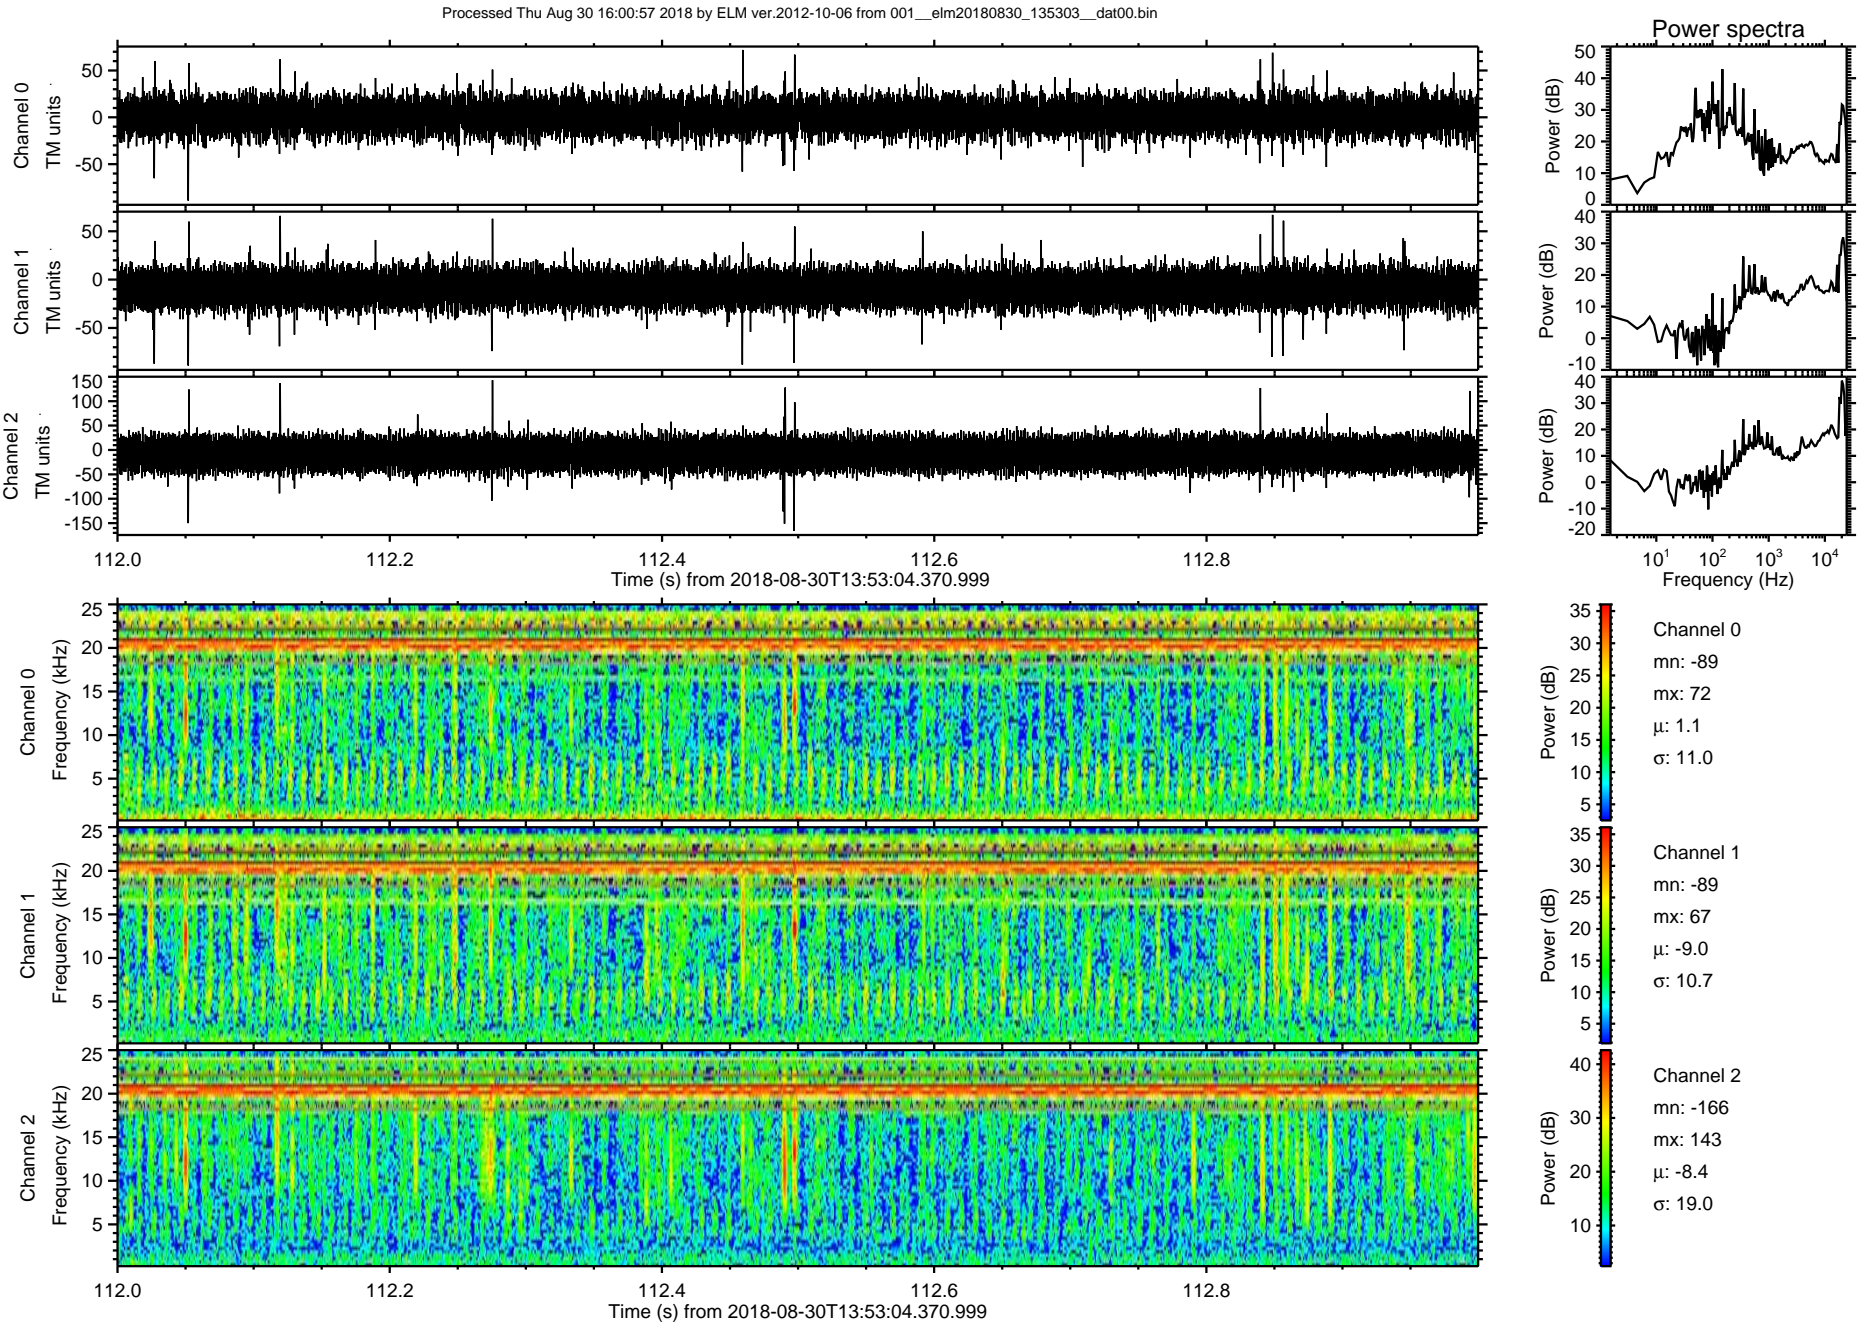 Processed Thu Aug 30 16:00:57 2018 by ELM ver.2012-10-06 from 001__elm20180830_135303__dat00.bin
Power spectra
Channel 0
TM units
50
0
-50
Power (dB)
50
40
30
20
10
0
Channel 1
TM units
50
0
-50
Power (dB)
40
30
20
10
0
-10
Channel 2
TM units
150
100
50
0
-50
-100
-150
Power (dB)
40
30
20
10
0
-10
-20
112.0 112.2 112.4 112.6 112.8
Time (s) from 2018-08-30T13:53:04.370.999
10¹ 10² 10³ 10⁴
Frequency (Hz)
Channel 0
Frequency (kHz)
25
20
15
10
5
Power (dB)
35
30
25
20
15
10
5
Channel 0
mn: -89
mx: 72
μ: 1.1
σ: 11.0
Channel 1
Frequency (kHz)
25
20
15
10
5
Power (dB)
35
30
25
20
15
10
5
Channel 1
mn: -89
mx: 67
μ: -9.0
σ: 10.7
Channel 2
Frequency (kHz)
25
20
15
10
5
Power (dB)
40
30
20
10
Channel 2
mn: -166
mx: 143
μ: -8.4
σ: 19.0
112.0 112.2 112.4 112.6 112.8
Time (s) from 2018-08-30T13:53:04.370.999